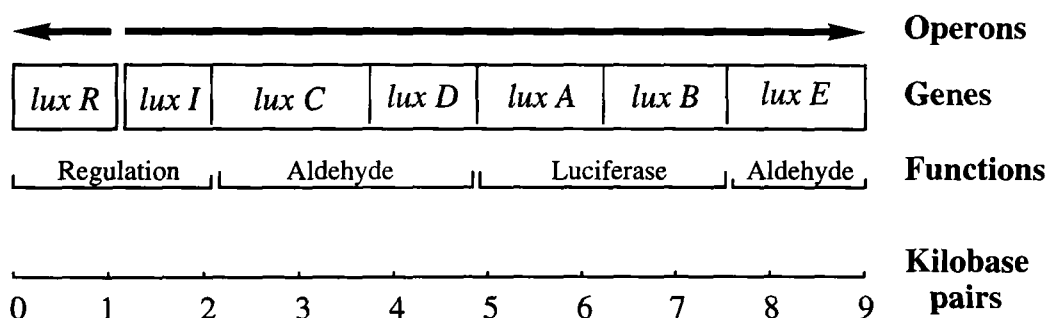 Operons
lux R lux I lux C lux D lux A lux B lux E Genes
Regulation Aldehyde Luciferase Aldehyde Functions
Kilobase
pairs
0 1 2 3 4 5 6 7 8 9